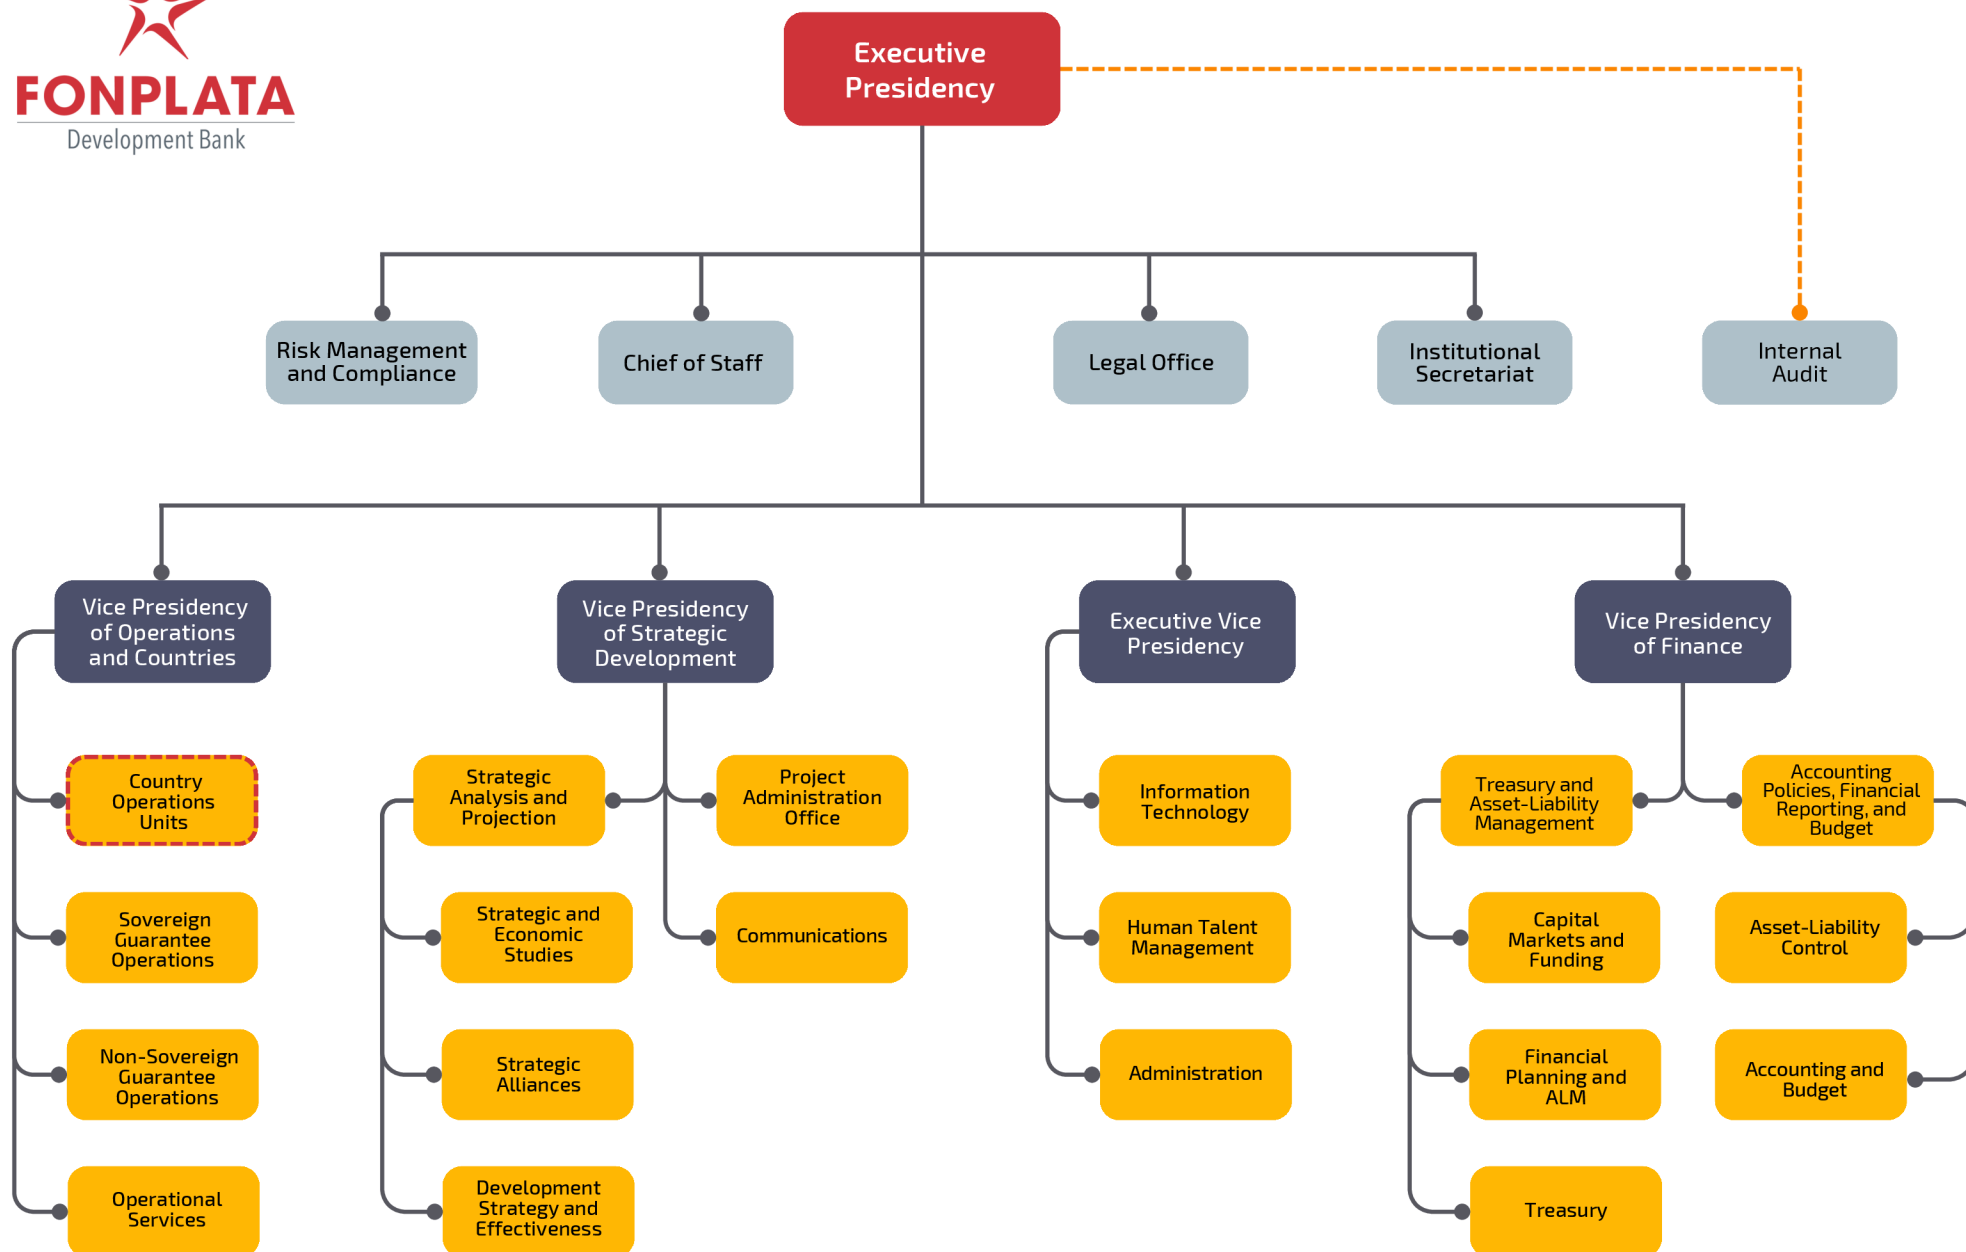 FONPLATA
Development Bank
Executive
Presidency
Risk Management
and Compliance
Chief of Staff
Legal Office
Institutional
Secretariat
Internal
Audit
Vice Presidency
of Operations
and Countries
Vice Presidency
of Strategic
Development
Executive Vice
Presidency
Vice Presidency
of Finance
Country
Operations
Units
Strategic
Analysis and
Projection
Project
Administration
Office
Information
Technology
Treasury and
Asset-Liability
Management
Accounting
Policies, Financial
Reporting, and
Budget
Sovereign
Guarantee
Operations
Strategic and
Economic
Studies
Communications
Human Talent
Management
Capital
Markets and
Funding
Asset-Liability
Control
Non-Sovereign
Guarantee
Operations
Strategic
Alliances
Administration
Financial
Planning and
ALM
Accounting and
Budget
Operational
Services
Development
Strategy and
Effectiveness
Treasury